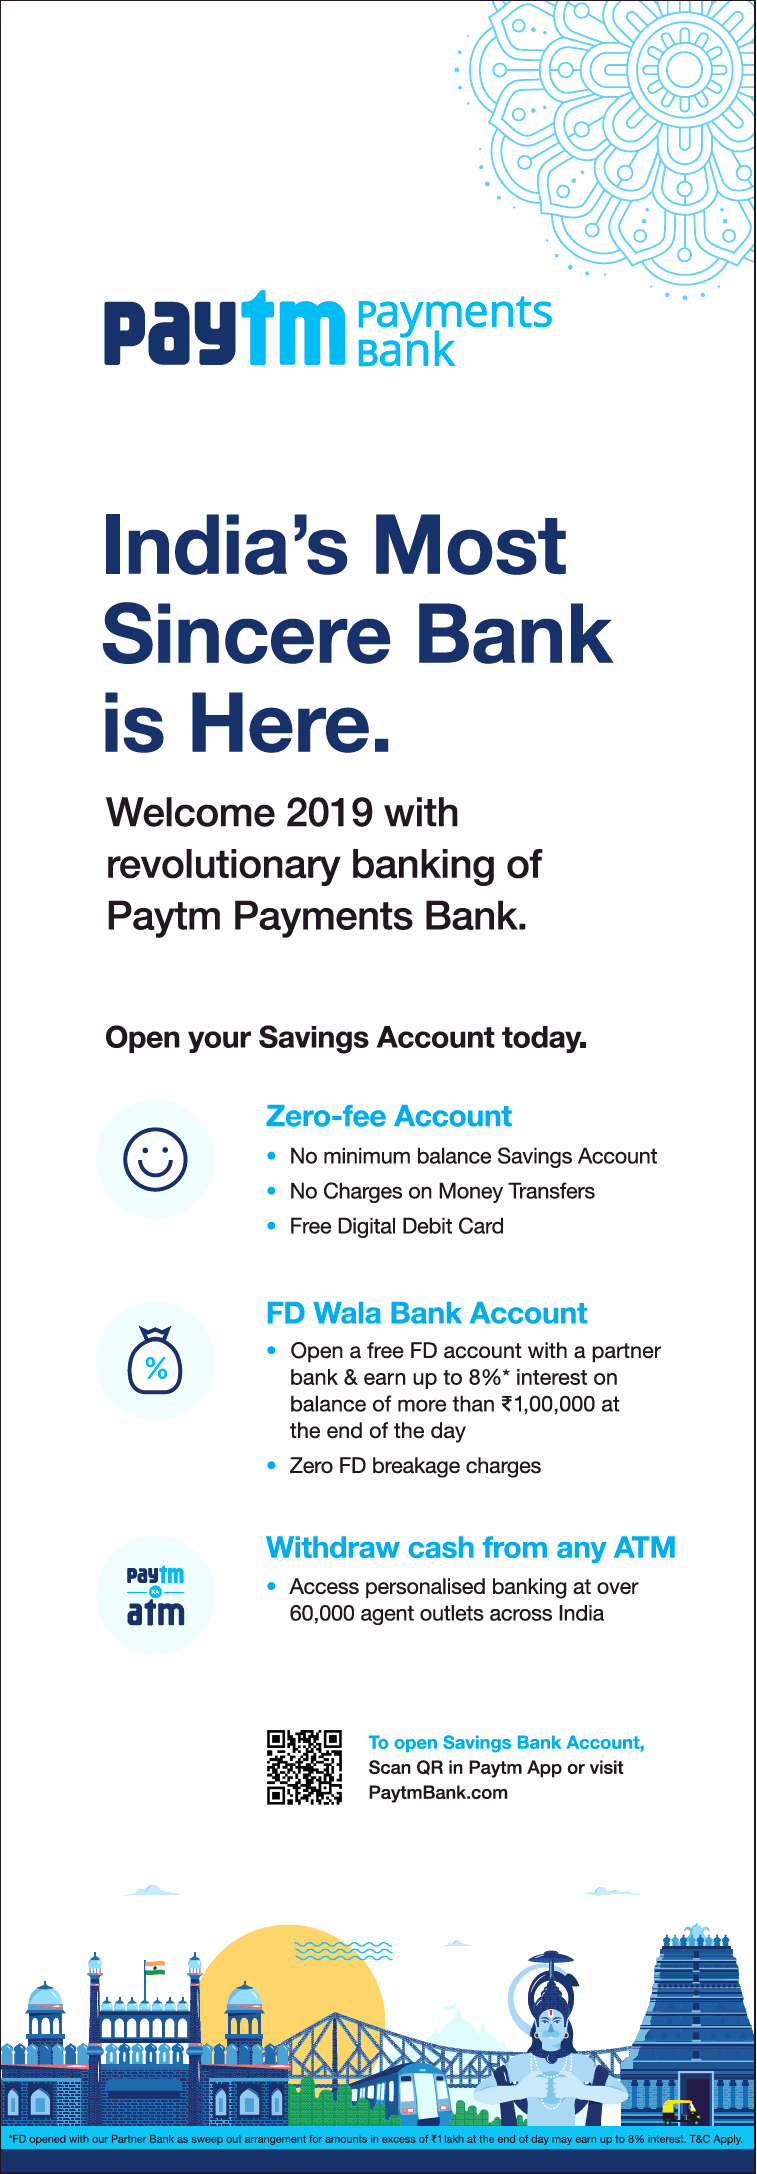 paytm Payments
Bank
India’s Most
Sincere Bank
is Here.
Welcome 2019 with
revolutionary banking of
Paytm Payments Bank.
Open your Savings Account today.
Zero-fee Account
• No minimum balance Savings Account
• No Charges on Money Transfers
• Free Digital Debit Card
%
FD Wala Bank Account
• Open a free FD account with a partner
bank & earn up to 8%* interest on
balance of more than ₹1,00,000 at
the end of the day
• Zero FD breakage charges
paytm
KA
atm
Withdraw cash from any ATM
• Access personalised banking at over
60,000 agent outlets across India
To open Savings Bank Account,
Scan QR in Paytm App or visit
PaytmBank.com
*FD opened with our Partner Bank as sweep out arrangement for amounts in excess of ₹1 lakh at the end of day may earn up to 8% interest. T&C Apply.